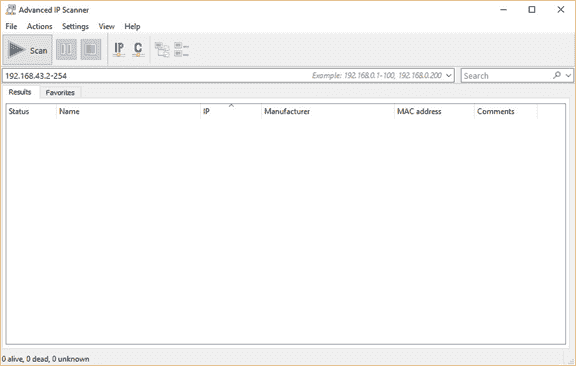 Advanced IP Scanner
File Actions Settings View Help
Scan IP C
192.168.43.2-254 Example: 192.168.0.1-100, 192.168.0.200 Search
Results Favorites
Status Name IP Manufacturer MAC address Comments
0 alive, 0 dead, 0 unknown